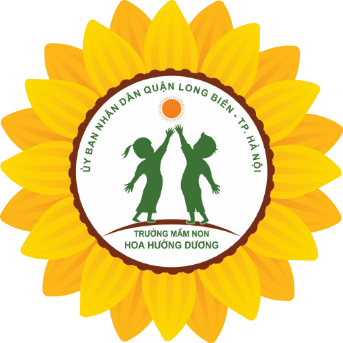 ỦY BAN NHÂN DÂN QUẬN LONG BIÊN - TP. HÀ NỘI
TRƯỜNG MẦM NON
HOA HƯỚNG DƯƠNG